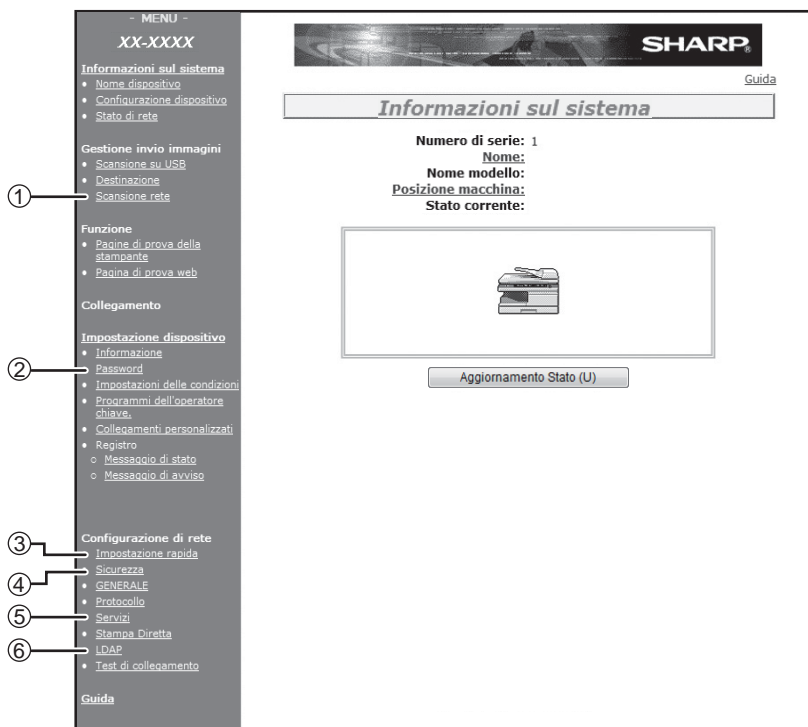 - MENU -
XX-XXXX
Informazioni sul sistema
• Nome dispositivo
• Configurazione dispositivo
• Stato di rete
Gestione invio immagini
• Scansione su USB
• Destinazione
① Scansione rete
Funzione
• Pagine di prova della
stampante
• Pagina di prova web
Collegamento
Impostazione dispositivo
• Informazione
② Password
• Impostazioni delle condizioni
• Programmi dell'operatore
chiave.
• Collegamenti personalizzati
• Registro
○ Messaggio di stato
○ Messaggio di avviso
Configurazione di rete
③ Impostazione rapida
④ Sicurezza
• GENERALE
• Protocollo
⑤ Servizi
• Stampa Diretta
⑥ LDAP
• Test di collegamento
Guida
SHARP®
Guida
Informazioni sul sistema
Numero di serie: 1
Nome:
Nome modello:
Posizione macchina:
Stato corrente:
Aggiornamento Stato (U)